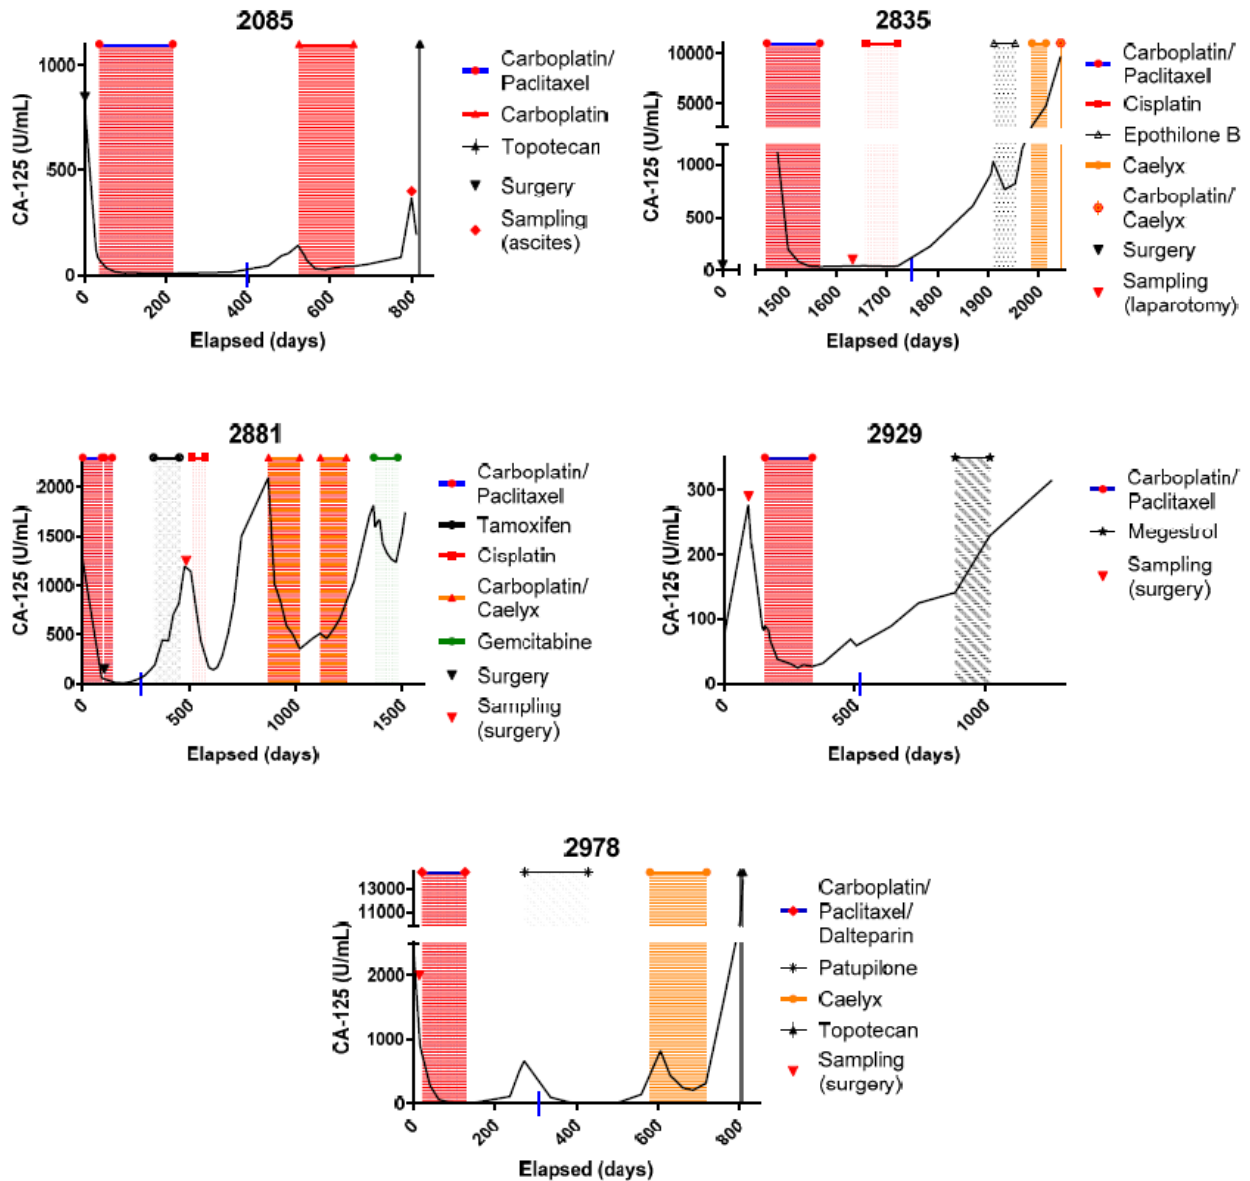 2085
1000
500
0
CA-125 (U/mL)
0
200
400
600
800
Elapsed (days)
Carboplatin/
Paclitaxel
Carboplatin
Topotecan
Surgery
Sampling
(ascites)
2835
10000
5000
1000
500
0
CA-125 (U/mL)
0
1500
1600
1700
1800
1900
2000
Elapsed (days)
Carboplatin/
Paclitaxel
Cisplatin
Epothilone B
Caelyx
Carboplatin/
Caelyx
Surgery
Sampling
(laparotomy)
2881
2000
1500
1000
500
0
CA-125 (U/mL)
0
500
1000
1500
Elapsed (days)
Carboplatin/
Paclitaxel
Tamoxifen
Cisplatin
Carboplatin/
Caelyx
Gemcitabine
Surgery
Sampling
(surgery)
2929
300
200
100
0
CA-125 (U/mL)
0
500
1000
Elapsed (days)
Carboplatin/
Paclitaxel
Megestrol
Sampling
(surgery)
2978
13000
11000
2000
1000
0
CA-125 (U/mL)
0
200
400
600
800
Elapsed (days)
Carboplatin/
Paclitaxel/
Dalteparin
Patupilone
Caelyx
Topotecan
Sampling
(surgery)